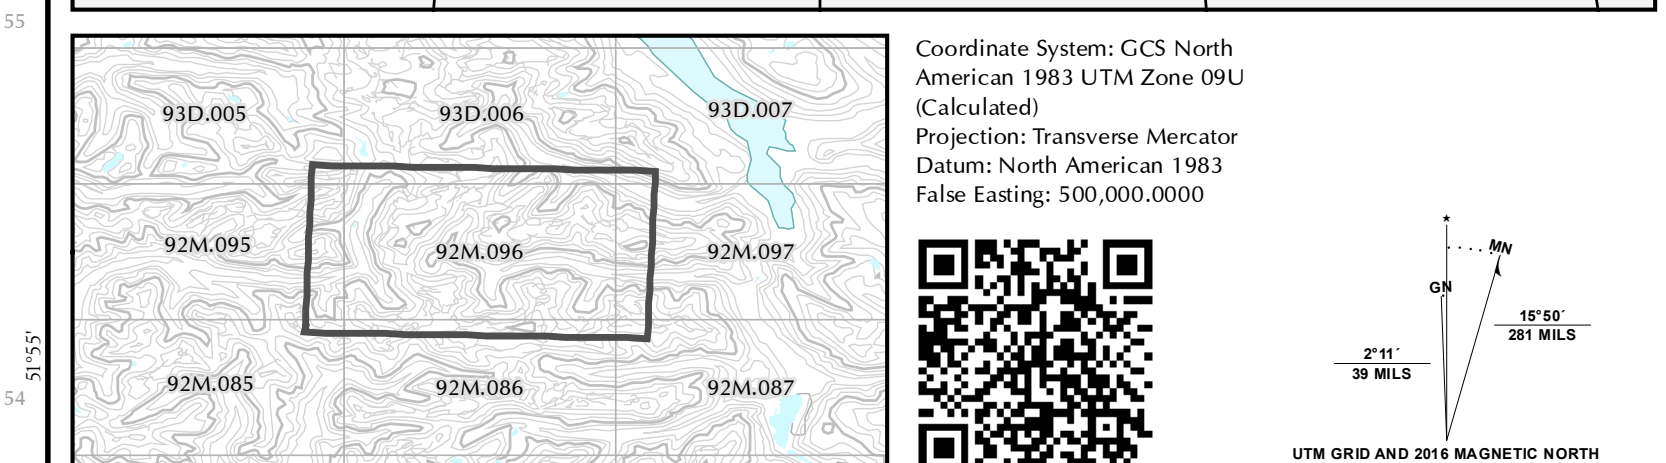 55
93D.005
93D.006
93D.007
92M.095
92M.096
92M.097
92M.085
92M.086
92M.087
51°55'
54
Coordinate System: GCS North
American 1983 UTM Zone 09U
(Calculated)
Projection: Transverse Mercator
Datum: North American 1983
False Easting: 500,000.0000
MN
GN
15°50´
281 MILS
2°11´
39 MILS
UTM GRID AND 2016 MAGNETIC NORTH